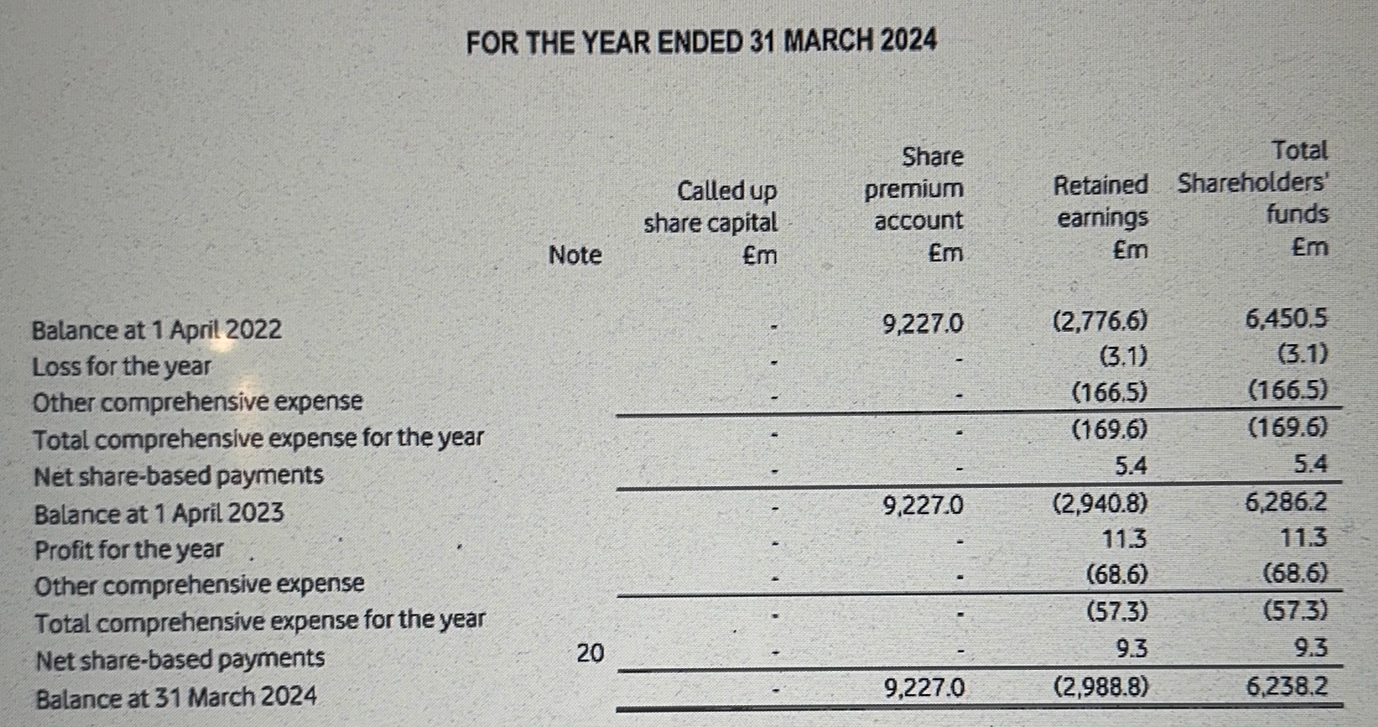 FOR THE YEAR ENDED 31 MARCH 2024
Share Total
Called up premium Retained Shareholders'
share capital account earnings funds
Note £m £m £m £m
Balance at 1 April 2022 - 9,227.0 (2,776.6) 6,450.5
Loss for the year - - (3.1) (3.1)
Other comprehensive expense - - (166.5) (166.5)
Total comprehensive expense for the year - - (169.6) (169.6)
Net share-based payments - - 5.4 5.4
Balance at 1 April 2023 - 9,227.0 (2,940.8) 6,286.2
Profit for the year - - 11.3 11.3
Other comprehensive expense - - (68.6) (68.6)
Total comprehensive expense for the year - - (57.3) (57.3)
Net share-based payments 20 - - 9.3 9.3
Balance at 31 March 2024 - 9,227.0 (2,988.8) 6,238.2